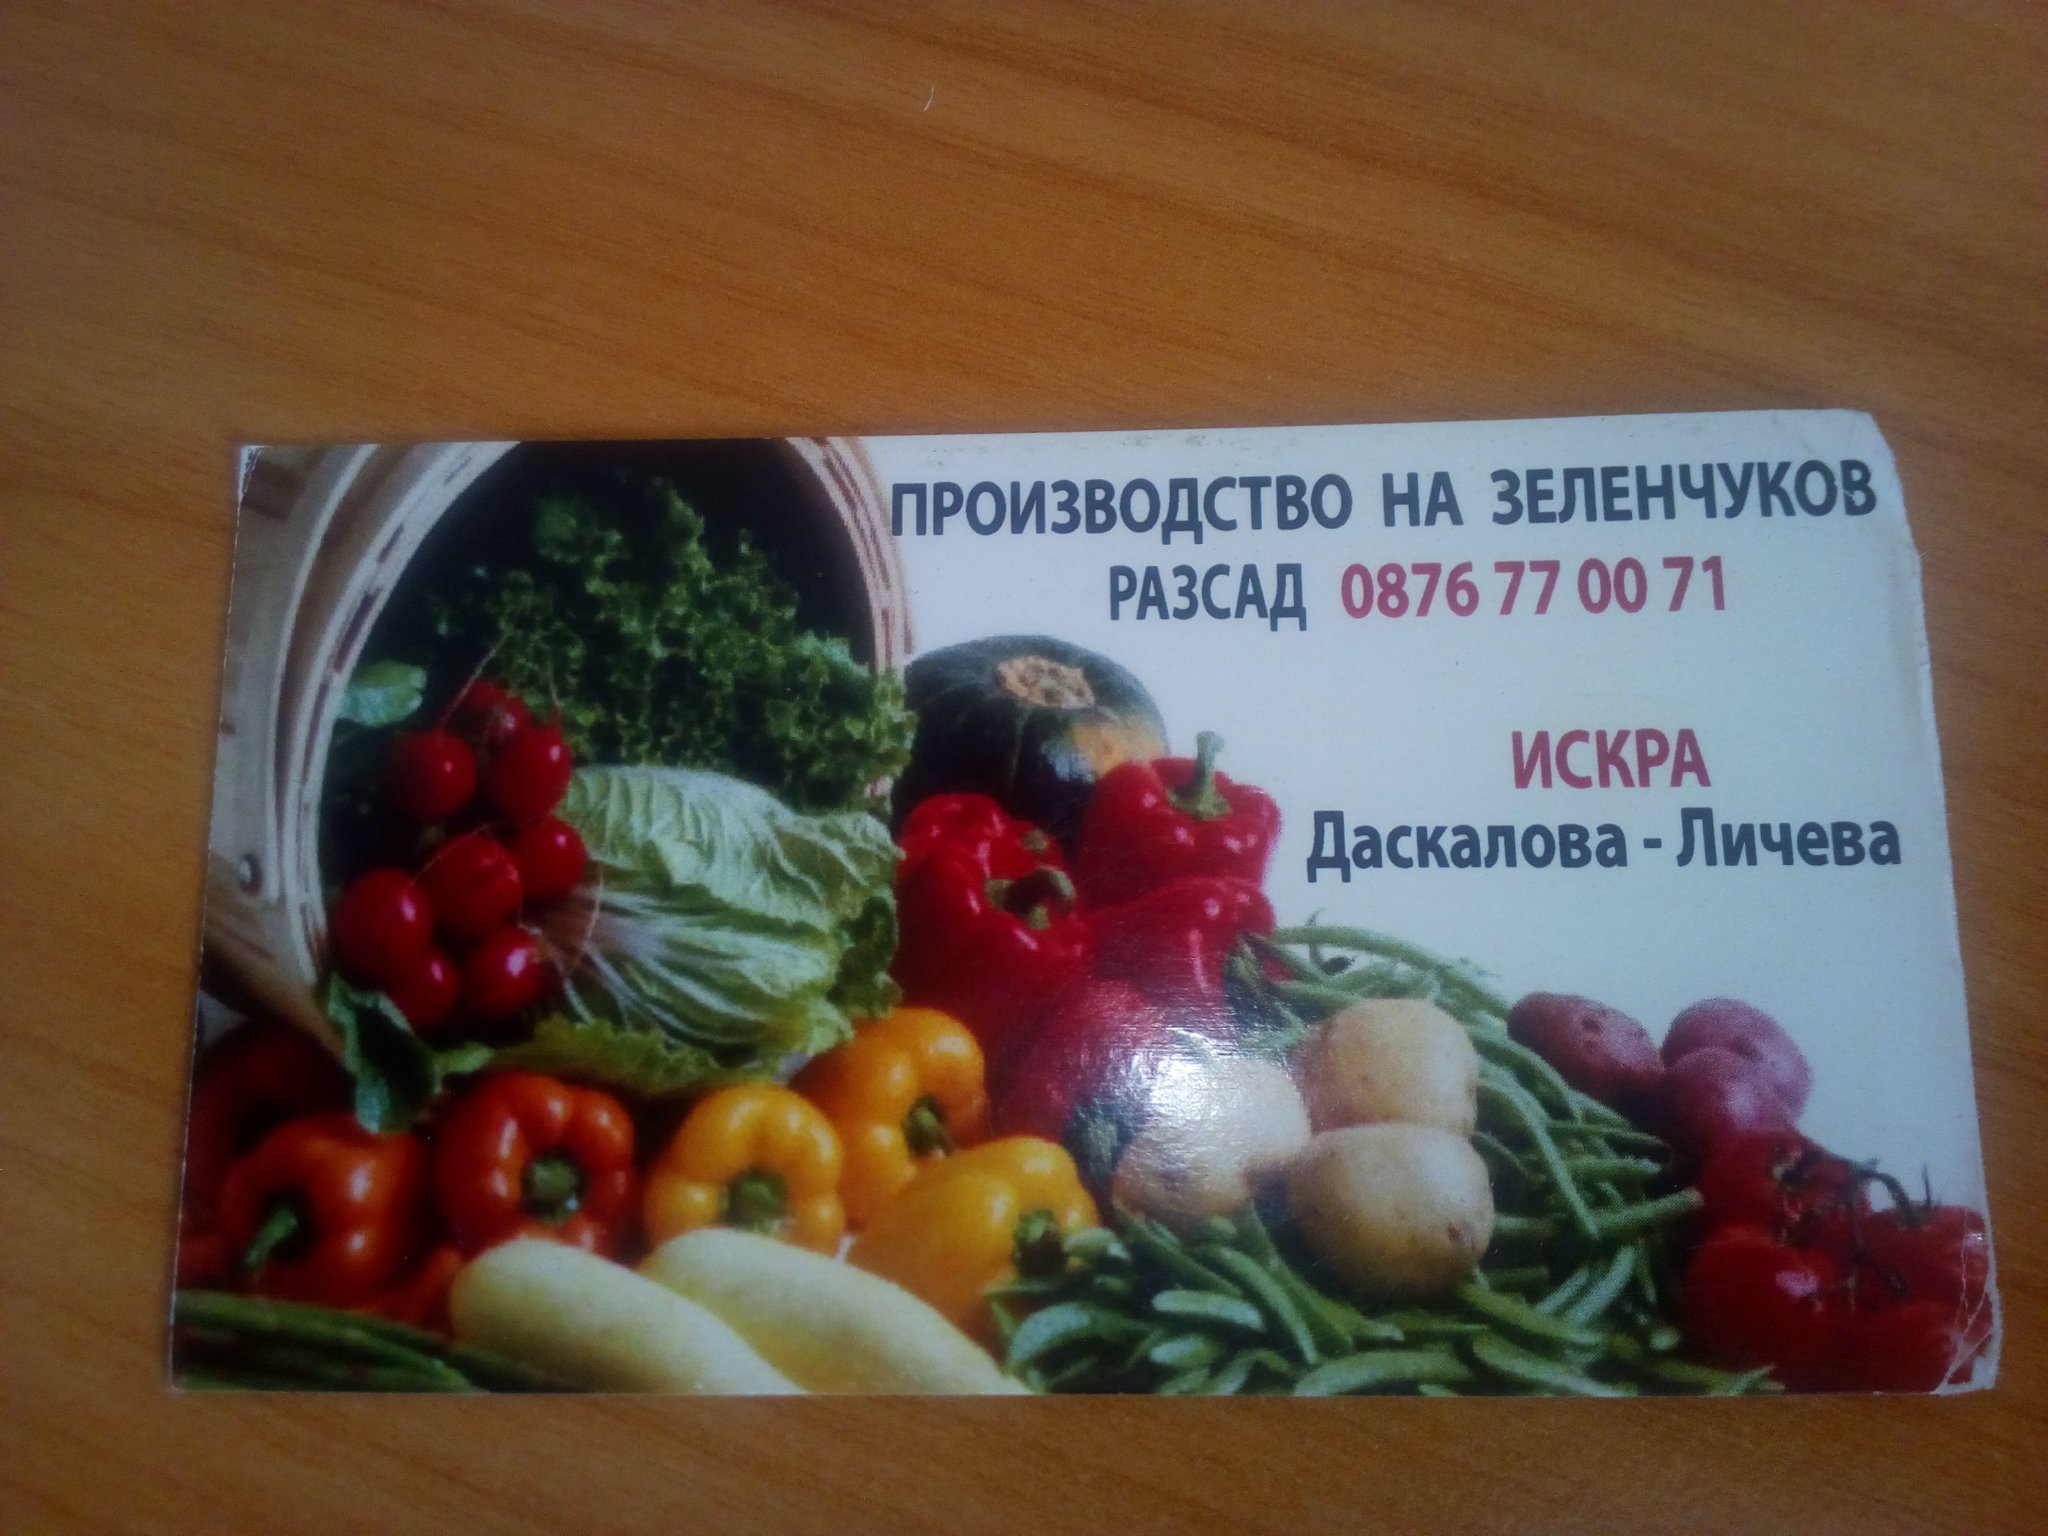 ПРОИЗВОДСТВО НА ЗЕЛЕНЧУКОВ
РАЗСАД 0876 77 00 71
ИСКРА
Даскалова - Личева